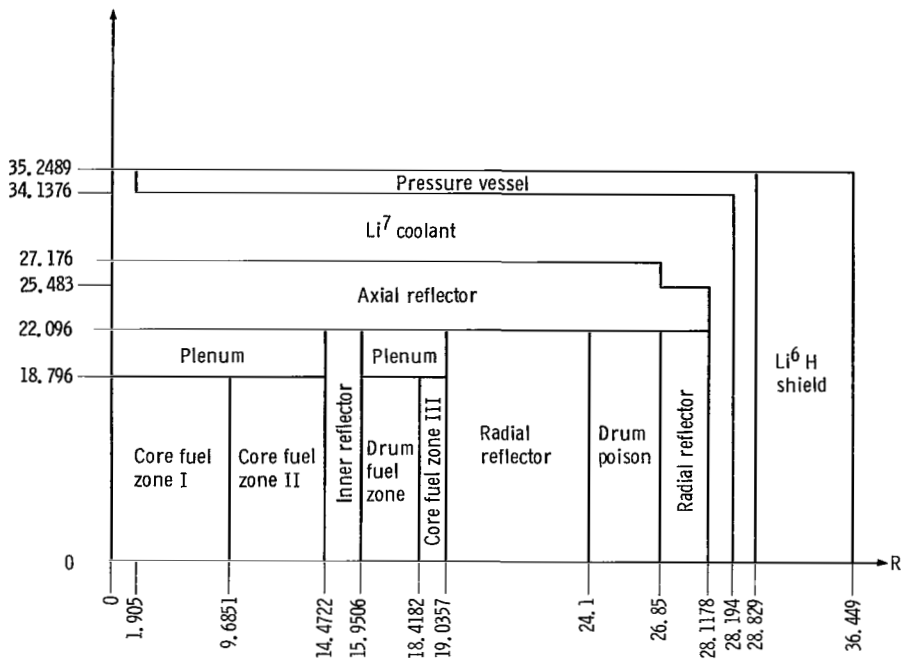 35.2489
34.1376
Pressure vessel
Li7 coolant
27.176
25.483
Axial reflector
22.096
18.796
Plenum
Plenum
Li6 H
shield
Core fuel
zone I
Core fuel
zone II
Inner reflector
Drum
fuel
zone
Core fuel zone III
Radial
reflector
Drum
poison
Radial reflector
0
R
0
1.905
9.6851
14.4722
15.9506
18.4182
19.0357
24.1
26.85
28.1178
28.194
28.829
36.449